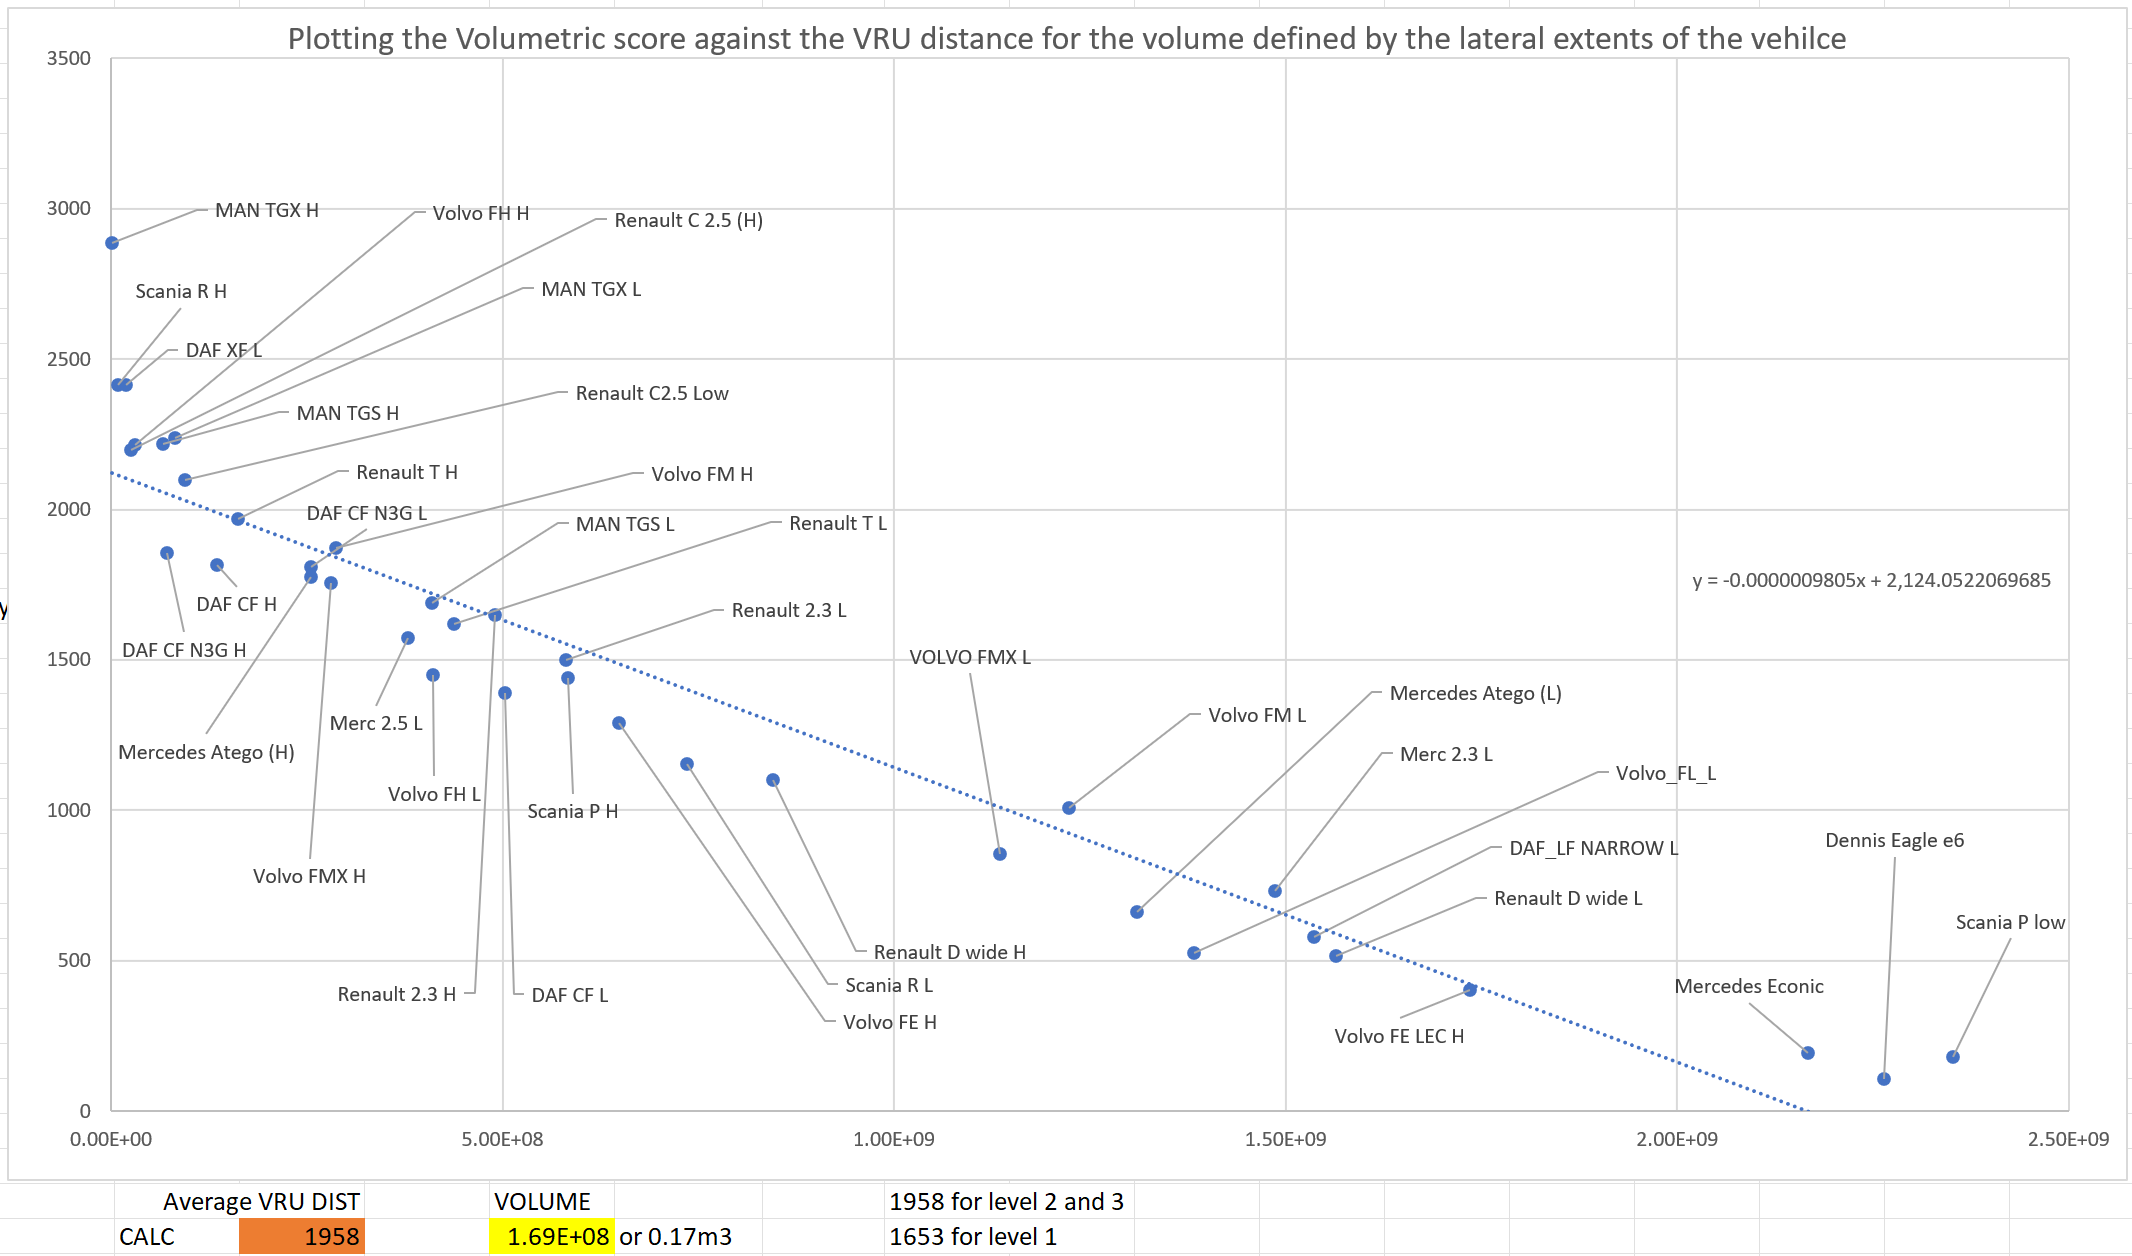 Plotting the Volumetric score against the VRU distance for the volume defined by the lateral extents of the vehilce
3500
3000
2500
2000
1500
1000
500
0
MAN TGX H
Volvo FH H
Renault C 2.5 (H)
Scania R H
MAN TGX L
DAF XF L
Renault C2.5 Low
MAN TGS H
Renault T H
Volvo FM H
DAF CF N3G L
MAN TGS L
Renault T L
y = -0.0000009805x + 2,124.0522069685
DAF CF H
Renault 2.3 L
y
DAF CF N3G H
VOLVO FMX L
Mercedes Atego (L)
Volvo FM L
Merc 2.5 L
Mercedes Atego (H)
Merc 2.3 L
Volvo_FL_L
Volvo FH L
Scania P H
Dennis Eagle e6
DAF_LF NARROW L
Volvo FMX H
Renault D wide L
Scania P low
Renault D wide H
Scania R L
Mercedes Econic
Renault 2.3 H
DAF CF L
Volvo FE H
Volvo FE LEC H
0.00E+00
5.00E+08
1.00E+09
1.50E+09
2.00E+09
2.50E+09
Average VRU DIST
VOLUME
1958 for level 2 and 3
CALC
1958
1.69E+08 or 0.17m3
1653 for level 1